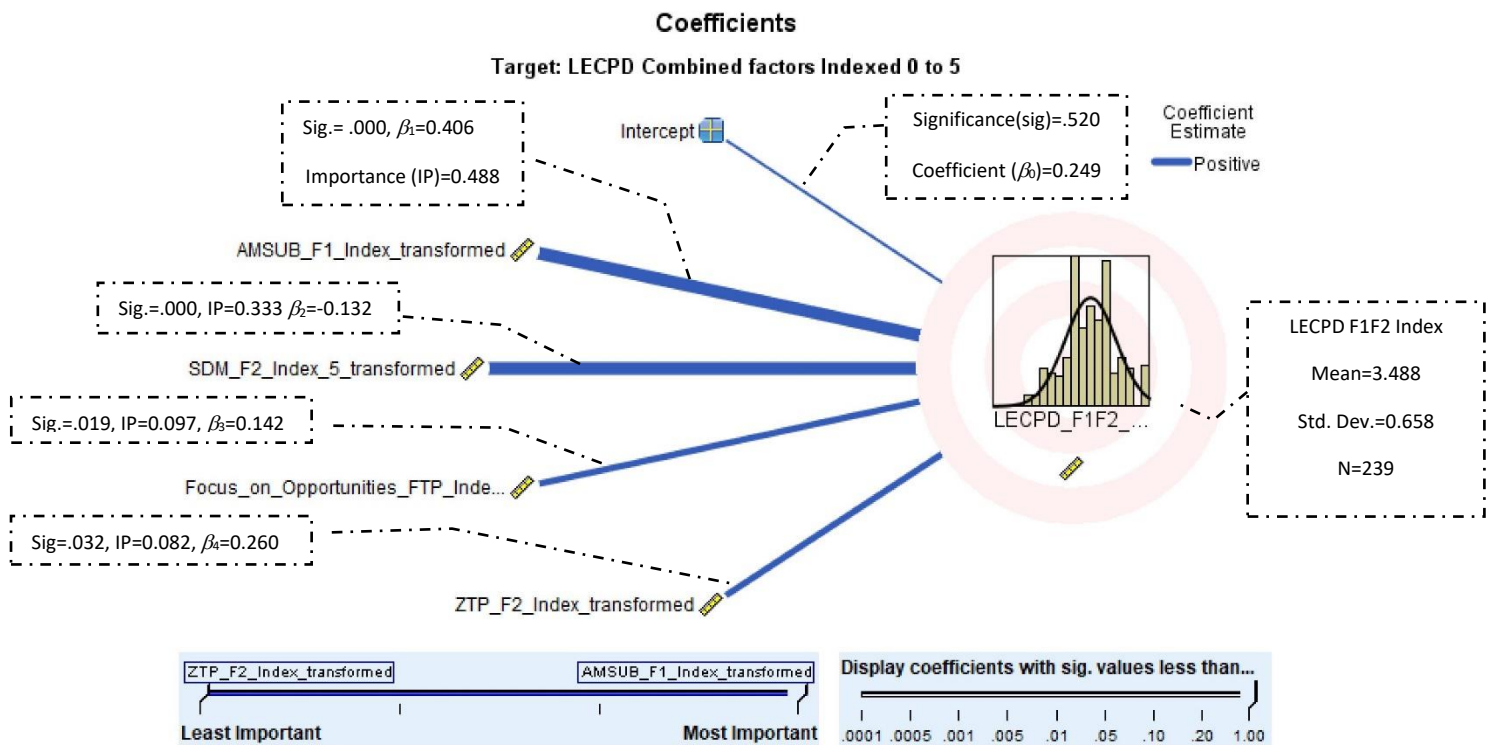 Coefficients
Target: LECPD Combined factors Indexed 0 to 5
Sig.= .000, β1=0.406
Importance (IP)=0.488
Intercept
Significance(sig)=.520
Coefficient (β0)=0.249
Coefficient
Estimate
Positive
AMSUB_F1_Index_transformed
Sig.=.000, IP=0.333 β2=-0.132
SDM_F2_Index_5_transformed
Sig.=.019, IP=0.097, β3=0.142
Focus_on_Opportunities_FTP_Inde...
Sig=.032, IP=0.082, β4=0.260
ZTP_F2_Index_transformed
LECPD_F1F2_...
LECPD F1F2 Index
Mean=3.488
Std. Dev.=0.658
N=239
ZTP_F2_Index_transformed
AMSUB_F1_Index_transformed
Least Important
Most Important
Display coefficients with sig. values less than...
.0001 .0005 .001 .005 .01 .05 .10 .20 1.00